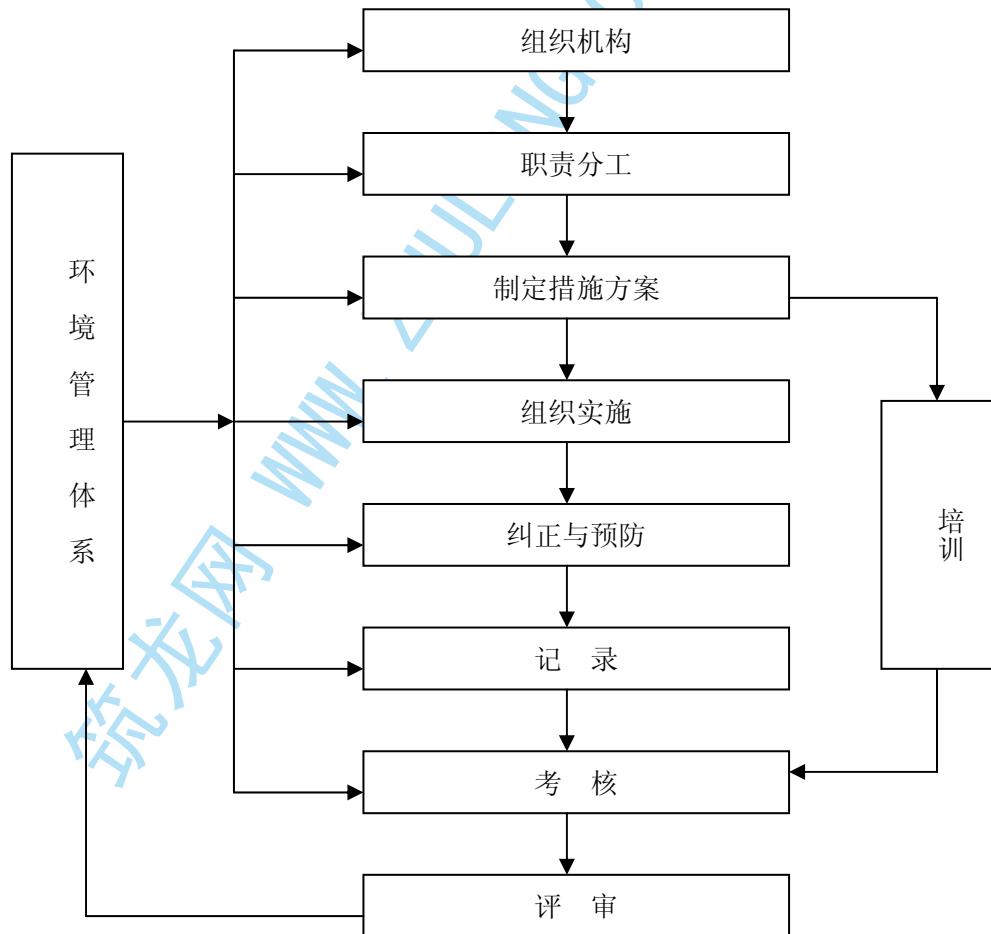 组织机构
职责分工
环境管理体系
制定措施方案
组织实施
纠正与预防
培训
记 录
考 核
评 审
筑龙网 WWW.ZHUL NG